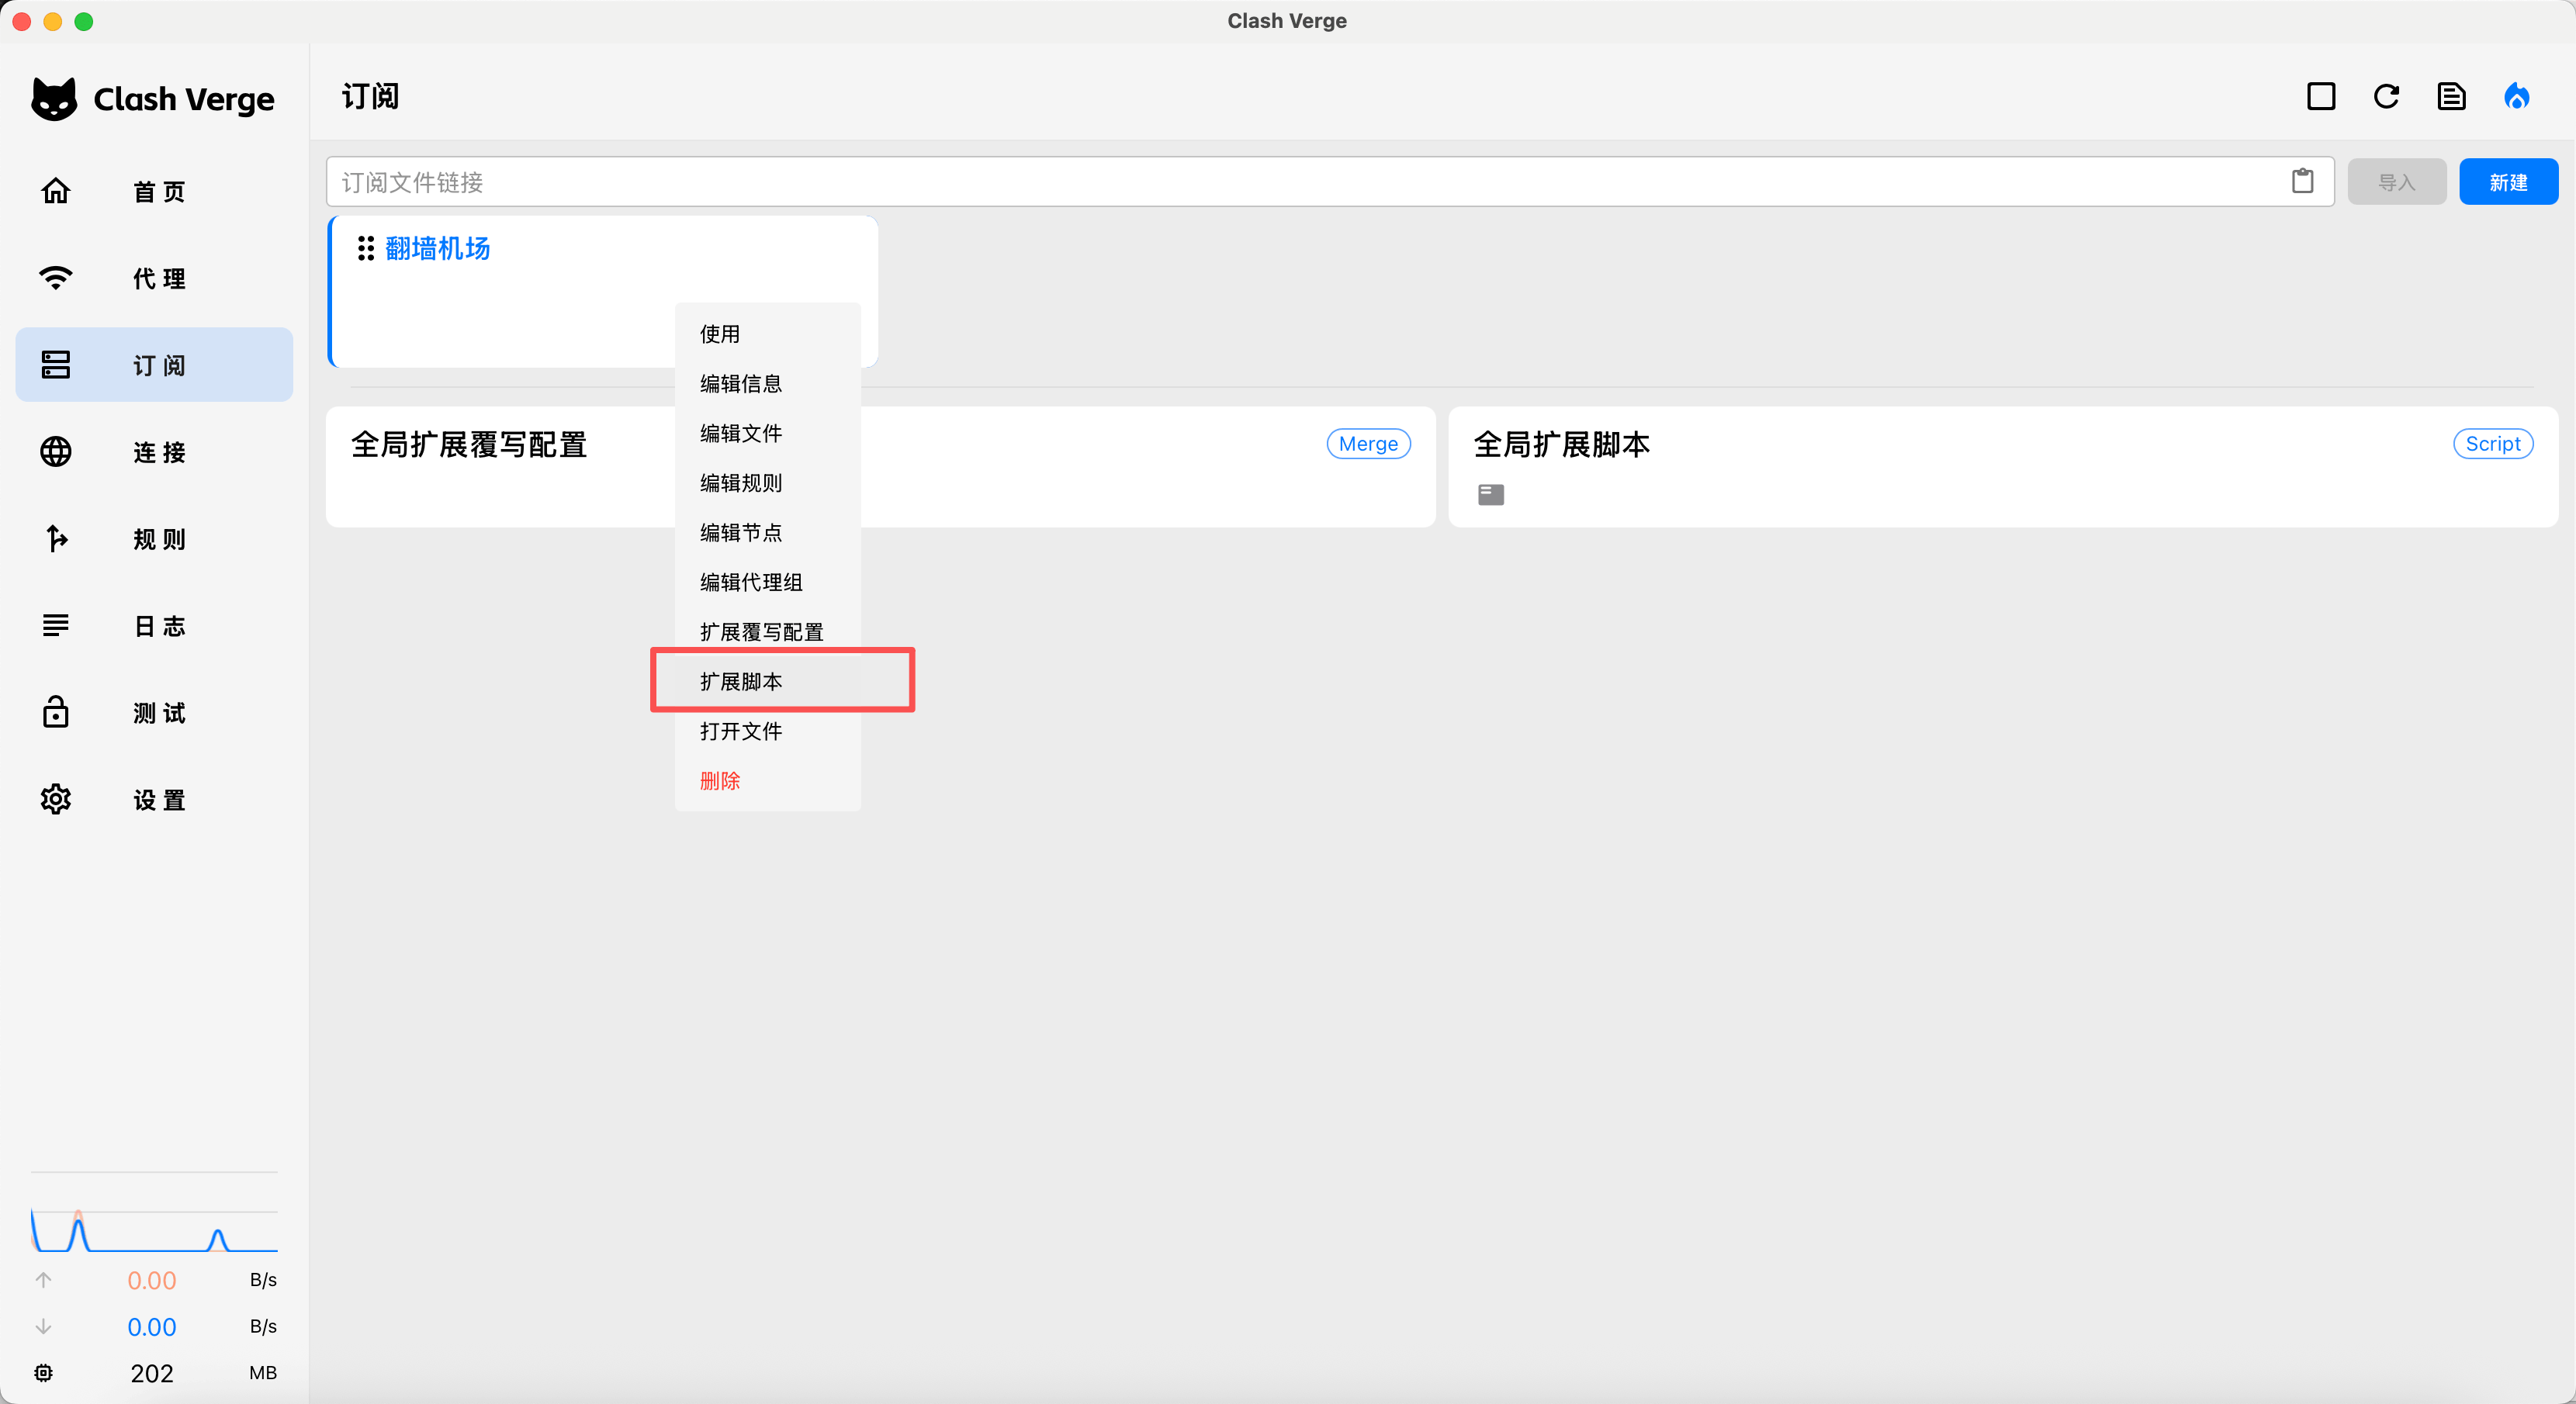 Clash Verge
Clash Verge
首页
代理
订阅
连接
规则
日志
测试
设置
0.00 B/s
0.00 B/s
202 MB
订阅
订阅文件链接
导入
新建
翻墙机场
使用
编辑信息
编辑文件
编辑规则
编辑节点
编辑代理组
扩展覆写配置
扩展脚本
打开文件
删除
全局扩展覆写配置
Merge
全局扩展脚本
Script